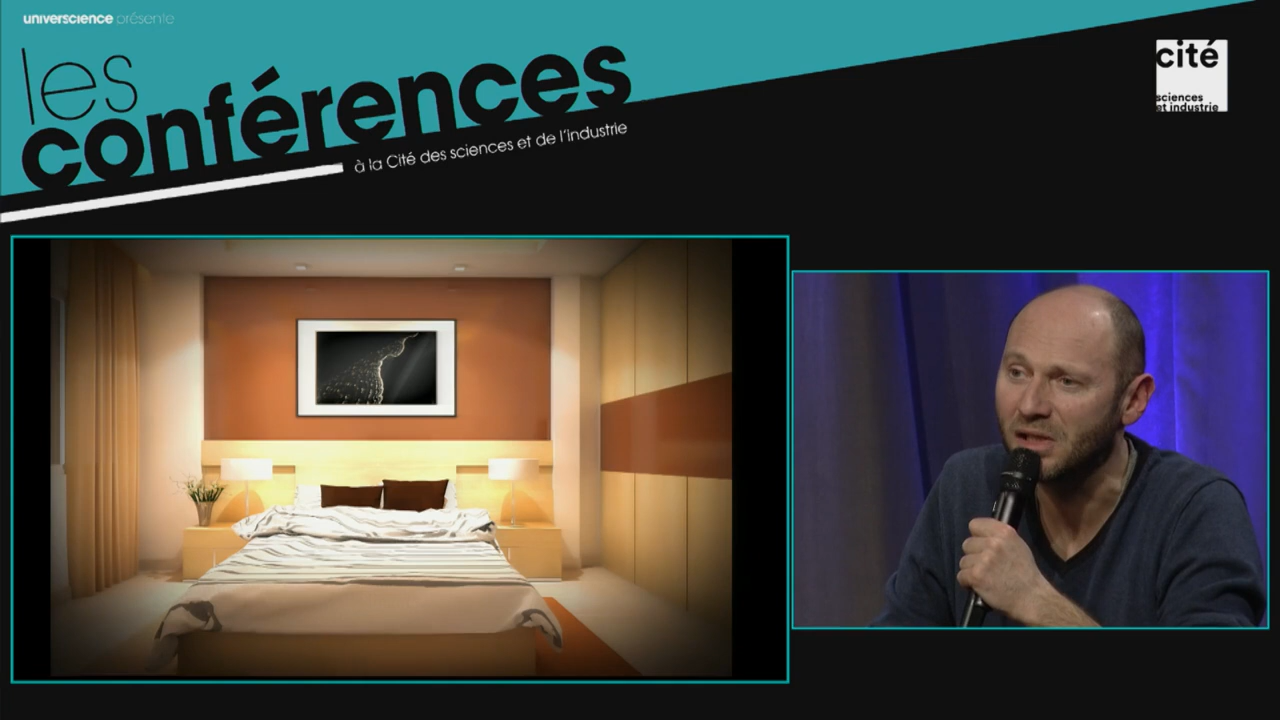 universcience présente
les
conférences
à la Cité des sciences et de l'industrie
cité
sciences
et industrie